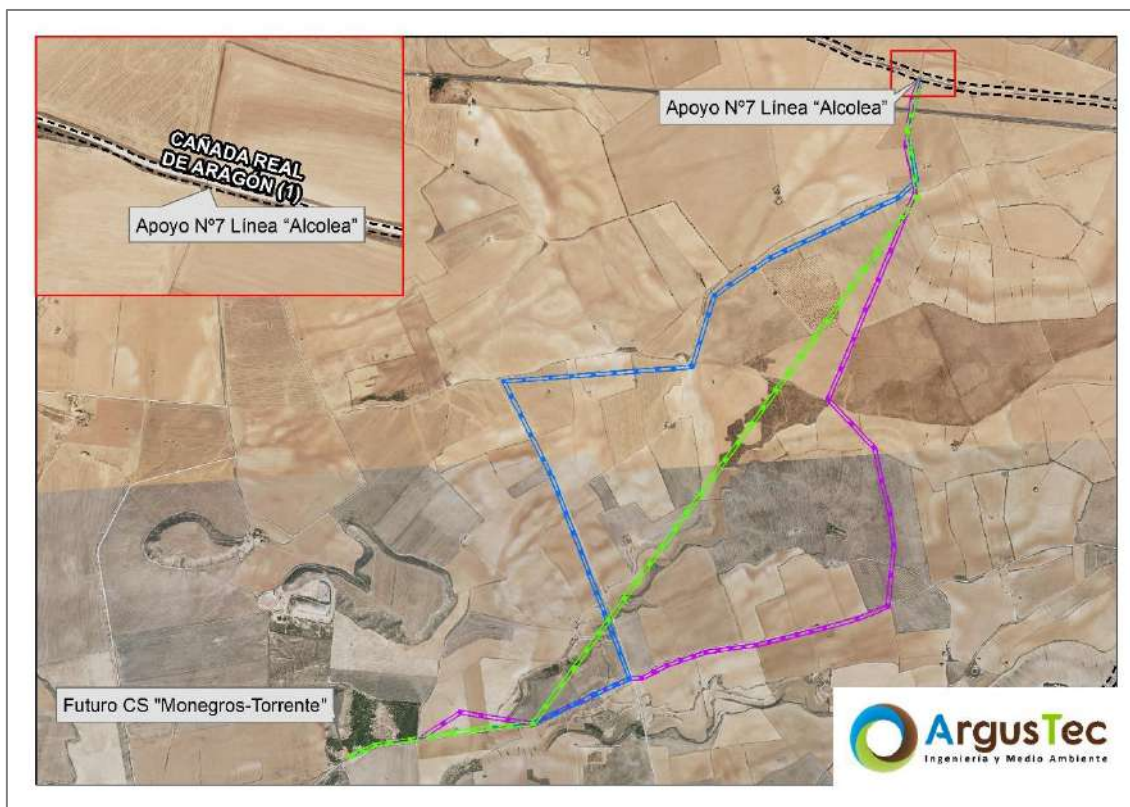 CAÑADA REAL
DE ARAGÓN (1)
Apoyo Nº7 Línea “Alcolea”
Apoyo Nº7 Línea “Alcolea”
Futuro CS "Monegros-Torrente"
ArgusTec
Ingeniería y Medio Ambiente